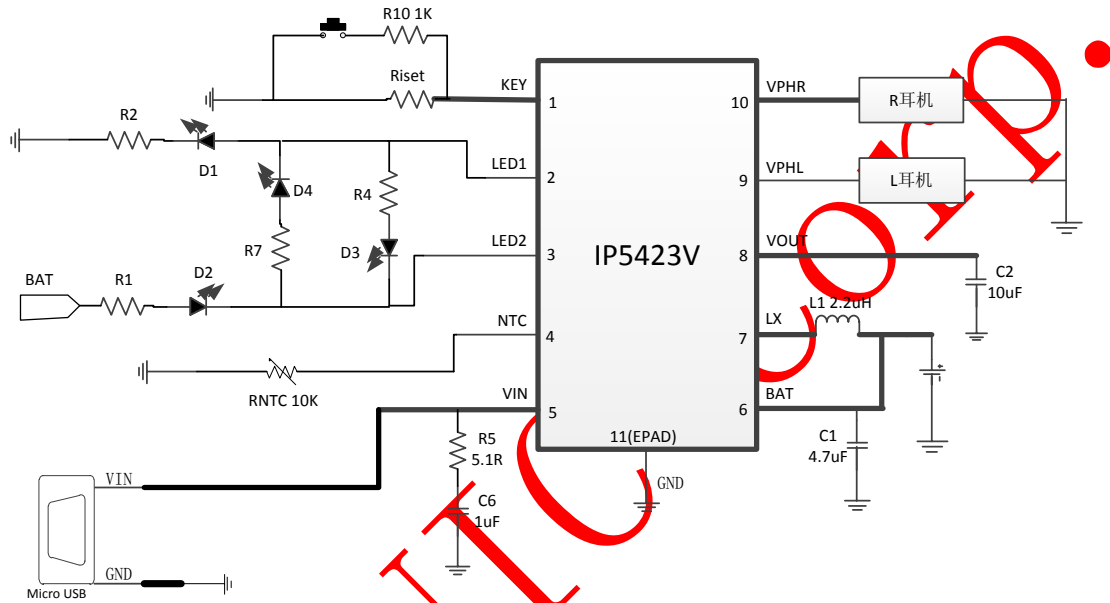 R10 1K
Riset
KEY
1
R2
D1
LED1
2
D4
R4
R7
D3
LED2
3
BAT
R1
D2
NTC
4
RNTC 10K
VIN
5
R5
5.1R
C6
1uF
VIN
GND
Micro USB
IP5423V
11(EPAD)
GND
VPHR
10
R耳机
VPHL
9
L耳机
VOUT
8
C2
10uF
L1 2.2uH
LX
7
BAT
6
C1
4.7uF